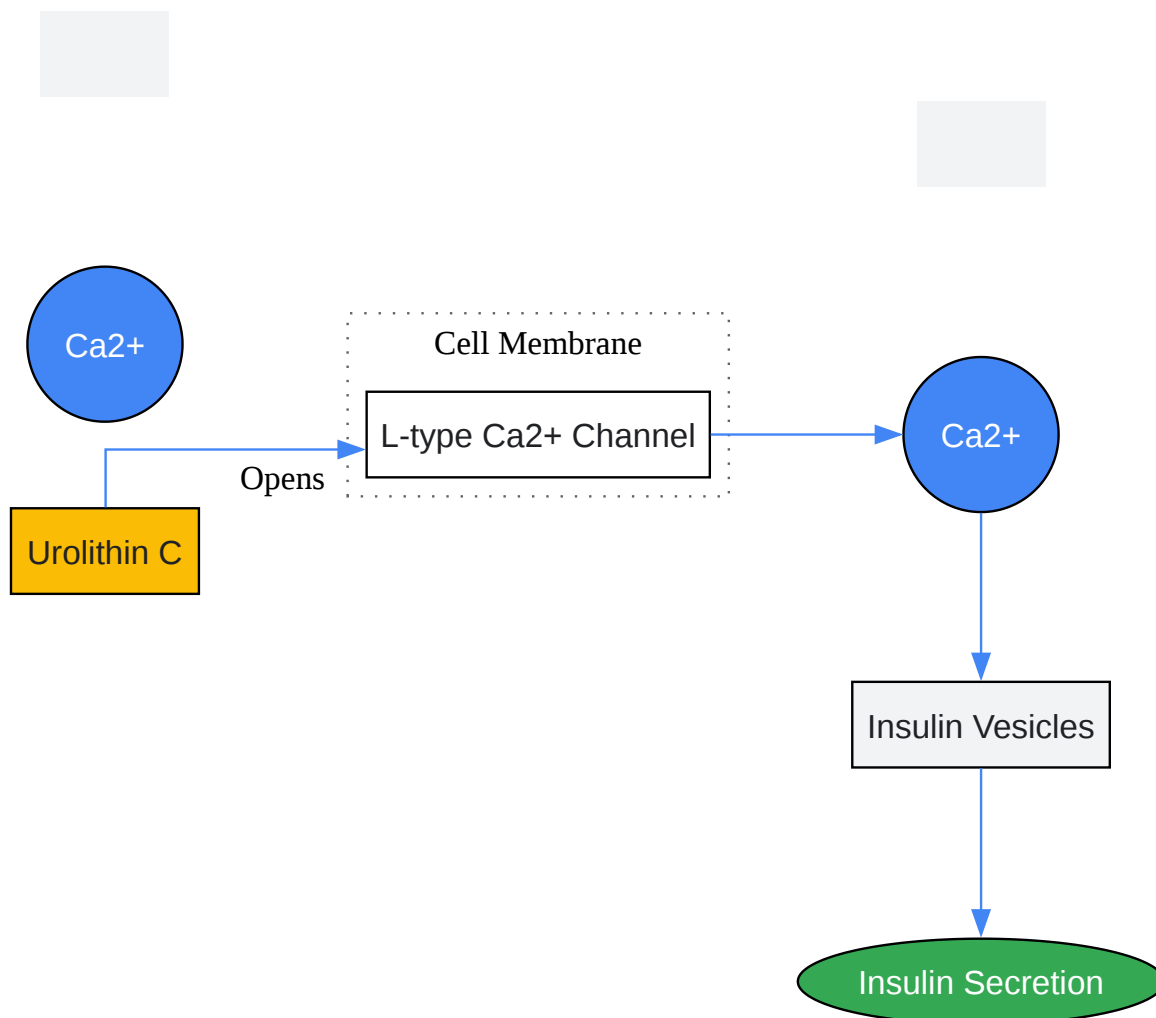 Ca2+
Cell Membrane
L-type Ca2+ Channel
Ca2+
Opens
Urolithin C
Insulin Vesicles
Insulin Secretion